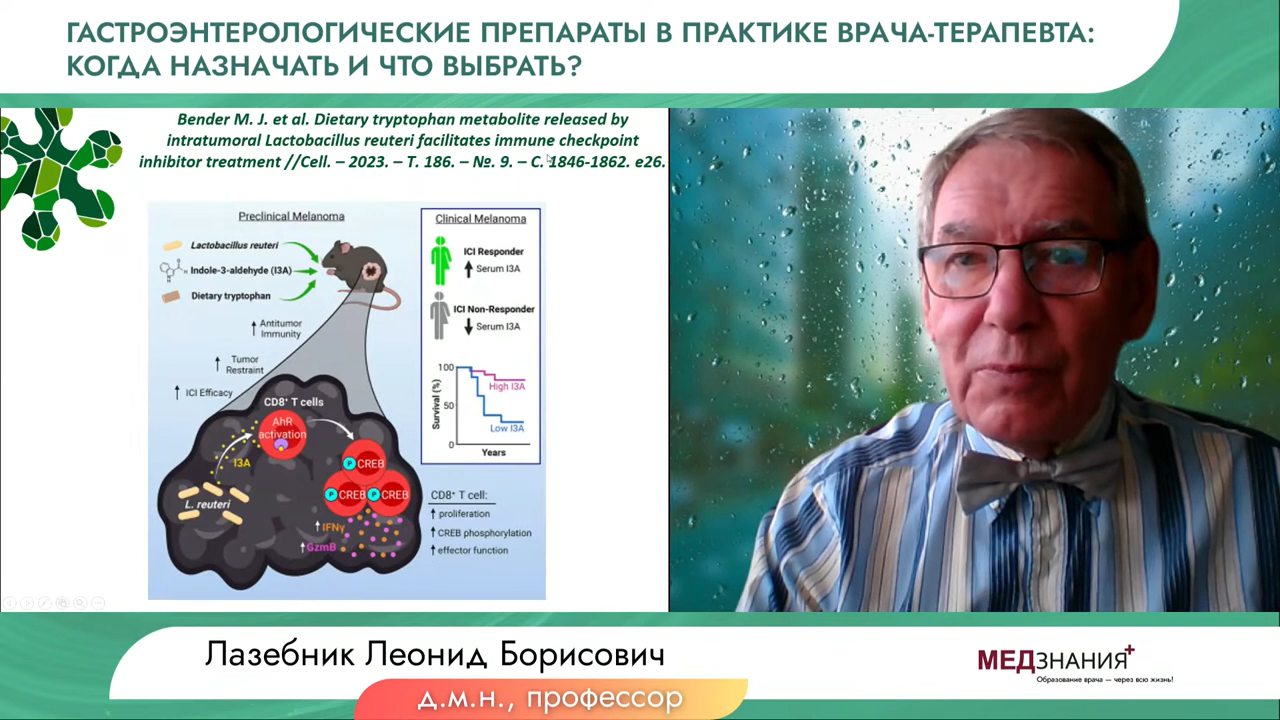 ГАСТРОЭНТЕРОЛОГИЧЕСКИЕ ПРЕПАРАТЫ В ПРАКТИКЕ ВРАЧА-ТЕРАПЕВТА:
КОГДА НАЗНАЧАТЬ И ЧТО ВЫБРАТЬ?
Bender M. J. et al. Dietary tryptophan metabolite released by
intratumoral Lactobacillus reuteri facilitates immune checkpoint
inhibitor treatment //Cell. – 2023. – Т. 186. – №. 9. – С. 1846-1862. e26.
Preclinical Melanoma
Lactobacillus reuteri
Indole-3-aldehyde (I3A)
Dietary tryptophan
Antitumor
Immunity
Tumor
Restraint
ICI Efficacy
CD8⁺ T cells
AhR
activation
I3A
L. reuteri
P CREB
P CREB P CREB
IFNγ
GzmB
Clinical Melanoma
ICI Responder
Serum I3A
ICI Non-Responder
Serum I3A
100
50
0
Survival (%)
High I3A
Low I3A
Years
CD8⁺ T cell:
proliferation
CREB phosphorylation
effector function
Лазебник Леонид Борисович
д.м.н., профессор
МЕДЗНАНИЯ+
Образование врача — через всю жизнь!